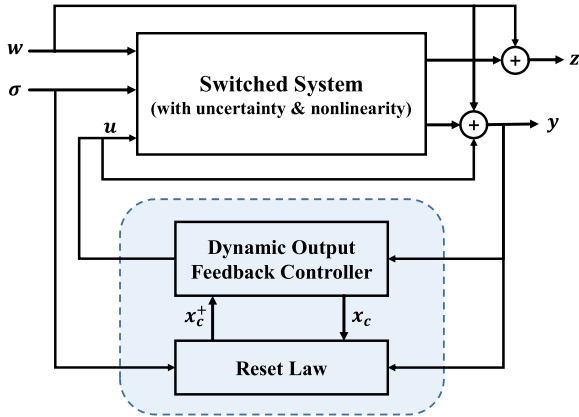 w
z
σ
Switched System
(with uncertainty & nonlinearity)
+
u
+
y
Dynamic Output
Feedback Controller
x_c^+
x_c
Reset Law